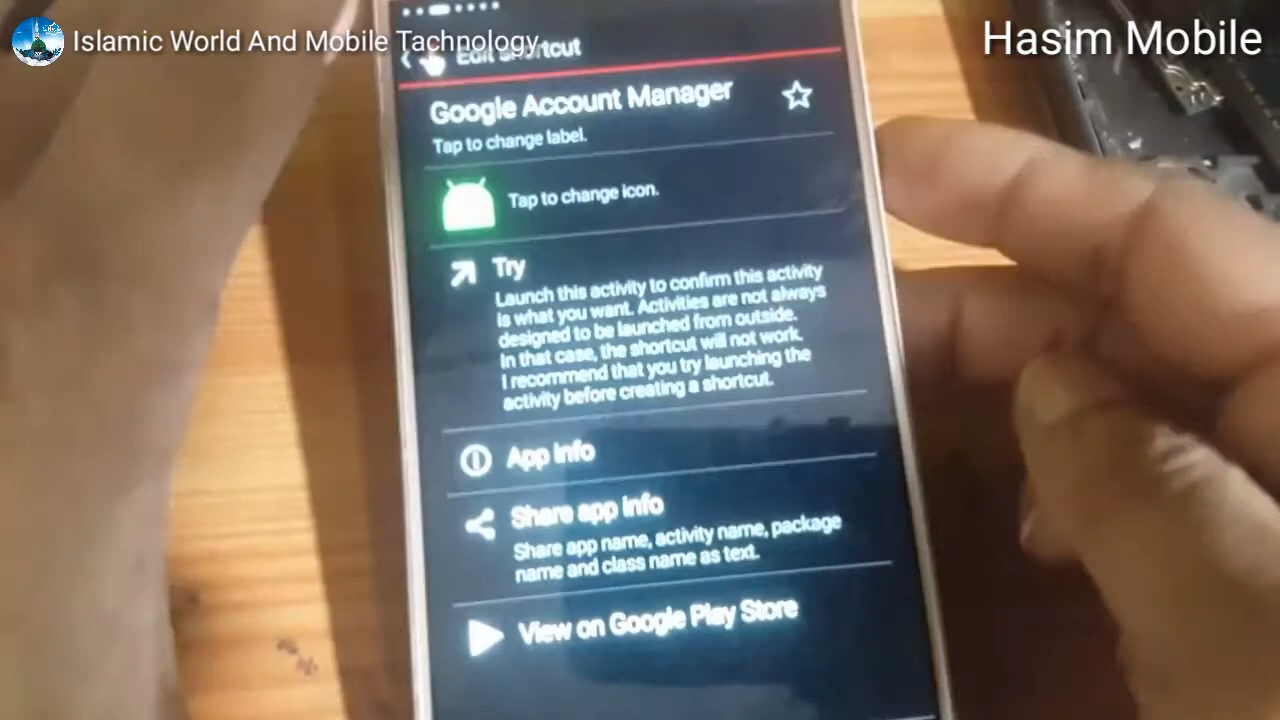 Islamic World And Mobile Tachnology
Hasim Mobile
Edit shortcut
Google Account Manager
Tap to change label.
Tap to change icon.
Try
Launch this activity to confirm this activity
is what you want. Activities are not always
designed to be launched from outside.
In that case, the shortcut will not work.
I recommend that you try launching the
activity before creating a shortcut.
App info
Share app info
Share app name, activity name, package
name and class name as text.
View on Google Play Store